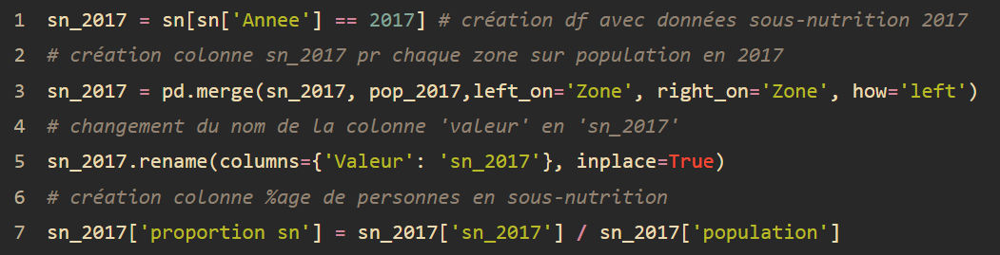 1 sn_2017 = sn[sn['Annee'] == 2017] # création df avec données sous-nutrition 2017
2 # création colonne sn_2017 pr chaque zone sur population en 2017
3 sn_2017 = pd.merge(sn_2017, pop_2017,left_on='Zone', right_on='Zone', how='left')
4 # changement du nom de la colonne 'valeur' en 'sn_2017'
5 sn_2017.rename(columns={'Valeur': 'sn_2017'}, inplace=True)
6 # création colonne %age de personnes en sous-nutrition
7 sn_2017['proportion sn'] = sn_2017['sn_2017'] / sn_2017['population']